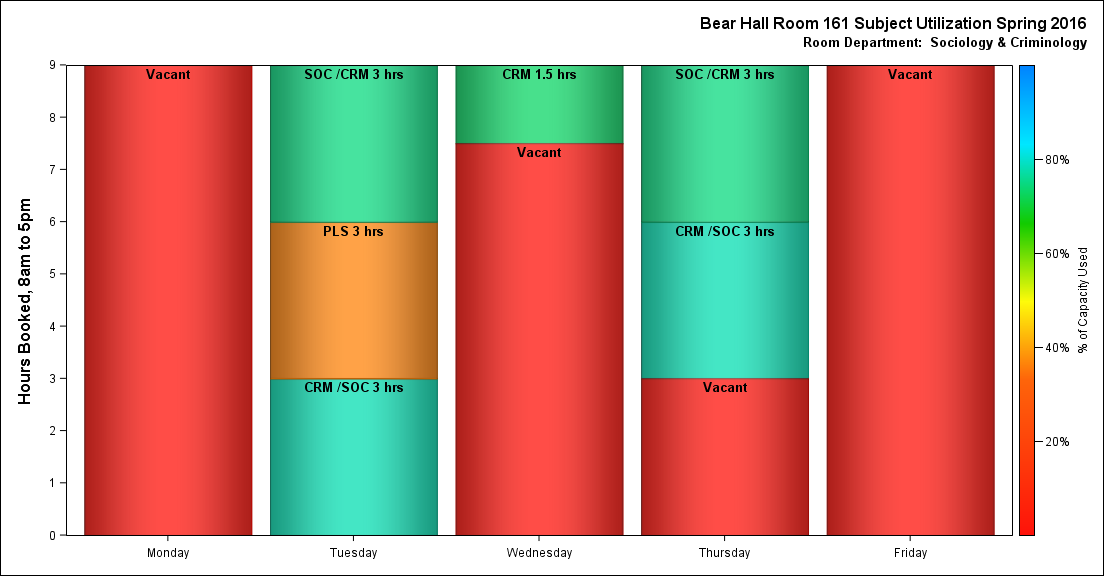 Bear Hall Room 161 Subject Utilization Spring 2016
Room Department:  Sociology & Criminology
Hours Booked, 8am to 5pm
9
8
7
6
5
4
3
2
1
0
Vacant
SOC /CRM 3 hrs
PLS 3 hrs
CRM /SOC 3 hrs
CRM 1.5 hrs
Vacant
SOC /CRM 3 hrs
CRM /SOC 3 hrs
Vacant
Vacant
Monday
Tuesday
Wednesday
Thursday
Friday
80%
60%
40%
20%
% of Capacity Used